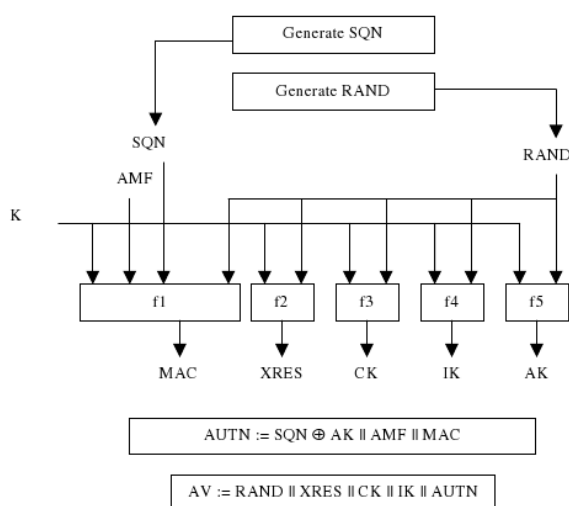 Generate SQN
Generate RAND
SQN
RAND
AMF
K
f1 f2 f3 f4 f5
MAC XRES CK IK AK
AUTN := SQN ⊕ AK || AMF || MAC
AV := RAND || XRES || CK || IK || AUTN